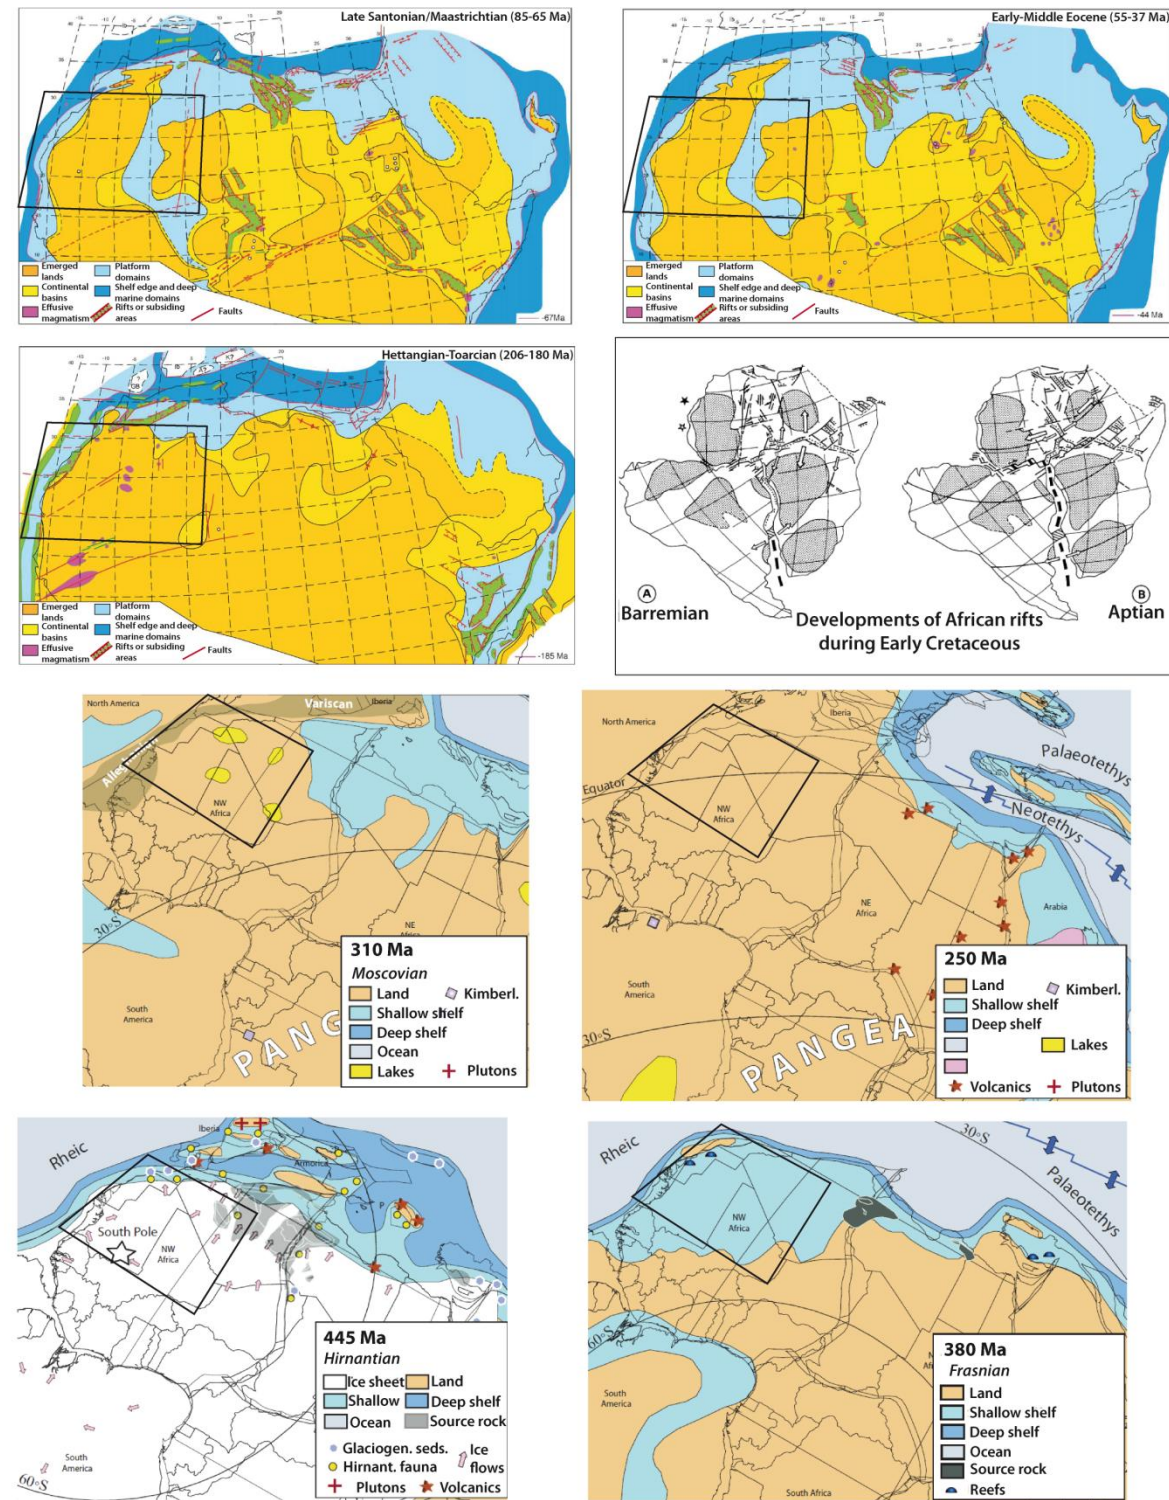 Late Santonian/Maastrichtian (85-65 Ma)
Emerged lands
Platform domains
Continental basins
Shelf edge and deep marine domains
Effusive magmatism
Rifts or subsiding areas
Faults
-67Ma
Early-Middle Eocene (55-37 Ma)
Emerged lands
Platform domains
Continental basins
Shelf edge and deep marine domains
Effusive magmatism
Rifts or subsiding areas
Faults
-44 Ma
Hettangian-Toarcian (206-180 Ma)
Emerged lands
Platform domains
Continental basins
Shelf edge and deep marine domains
Effusive magmatism
Rifts or subsiding areas
Faults
-185 Ma
A
Barremian
B
Aptian
Developments of African rifts
during Early Cretaceous
North America
Variscan
Iberia
NW
Africa
30°S
NE
Africa
South
America
PANG
310 Ma
Moscovian
Land
Kimberl.
Shallow shelf
Deep shelf
Ocean
Lakes
Plutons
North
America
Iberia
Palaeotethys
Equator
NW
Africa
Neotethys
Arabia
NE
Africa
South
America
30°S
PANGEA
250 Ma
Land
Kimberl.
Shallow shelf
Deep shelf
Lakes
Volcanics
Plutons
Rheic
Iberia
Armorica
P
South Pole
NW
Africa
South
America
60°S
445 Ma
Hirnantian
Ice sheet
Land
Shallow
Deep shelf
Ocean
Source rock
Glaciogen. seds.
Ice
flows
Hirnant. fauna
Plutons
Volcanics
Rheic
30°S
Palaeotethys
NW
Africa
60°S
South
America
South Africa
380 Ma
Frasnian
Land
Shallow shelf
Deep shelf
Ocean
Source rock
Reefs